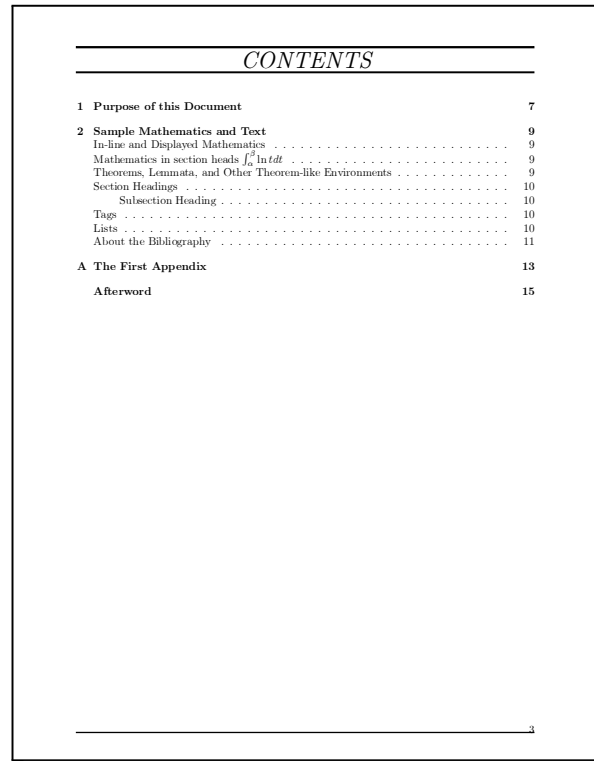 CONTENTS
1 Purpose of this Document 7
2 Sample Mathematics and Text 9
In-line and Displayed Mathematics . . . . . . . . . . . . . . . . . . . . . . . . . . . 9
Mathematics in section heads ∫_α^β ln tdt . . . . . . . . . . . . . . . . . . . . . . . . . 9
Theorems, Lemmata, and Other Theorem-like Environments . . . . . . . . . . . . . 9
Section Headings . . . . . . . . . . . . . . . . . . . . . . . . . . . . . . . . . . . . . 10
Subsection Heading . . . . . . . . . . . . . . . . . . . . . . . . . . . . . . . . . 10
Tags . . . . . . . . . . . . . . . . . . . . . . . . . . . . . . . . . . . . . . . . . . . . 10
Lists . . . . . . . . . . . . . . . . . . . . . . . . . . . . . . . . . . . . . . . . . . . . 10
About the Bibliography . . . . . . . . . . . . . . . . . . . . . . . . . . . . . . . . . 11
A The First Appendix 13
Afterword 15
3